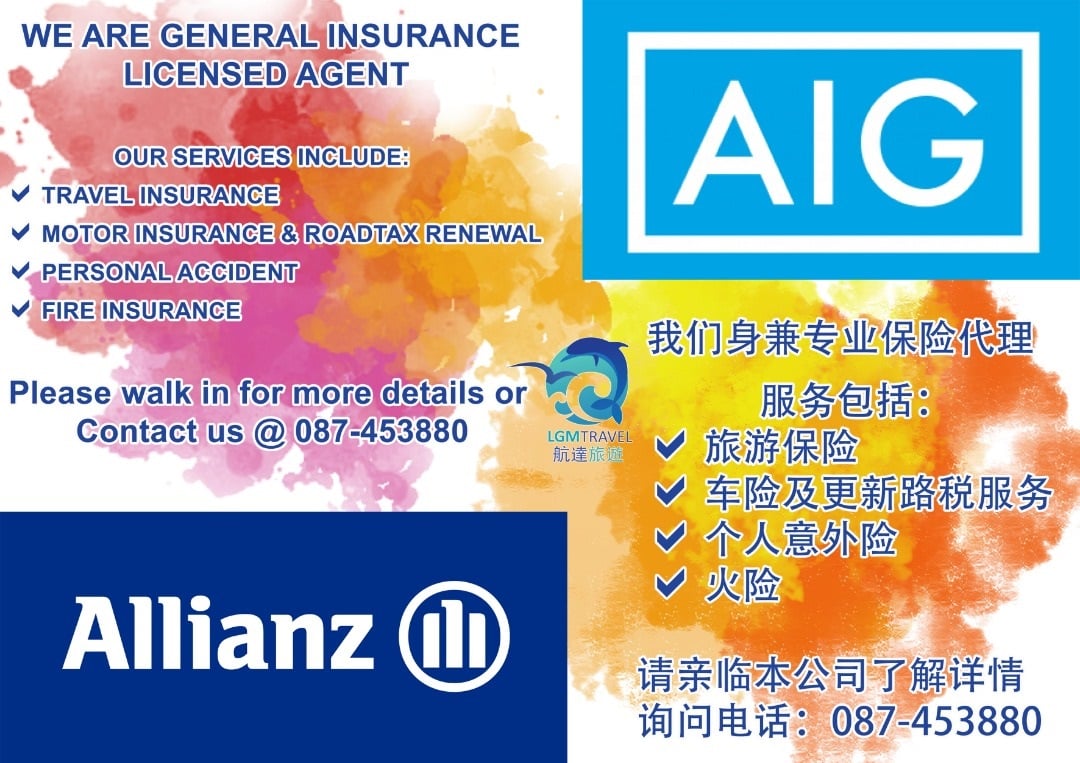 WE ARE GENERAL INSURANCE
LICENSED AGENT
OUR SERVICES INCLUDE:
TRAVEL INSURANCE
MOTOR INSURANCE & ROADTAX RENEWAL
PERSONAL ACCIDENT
FIRE INSURANCE
Please walk in for more details or
Contact us @ 087-453880
AIG
LGMTRAVEL
航達旅遊
我们身兼专业保险代理
服务包括：
旅游保险
车险及更新路税服务
个人意外险
火险
请亲临本公司了解详情
询问电话：087-453880
Allianz